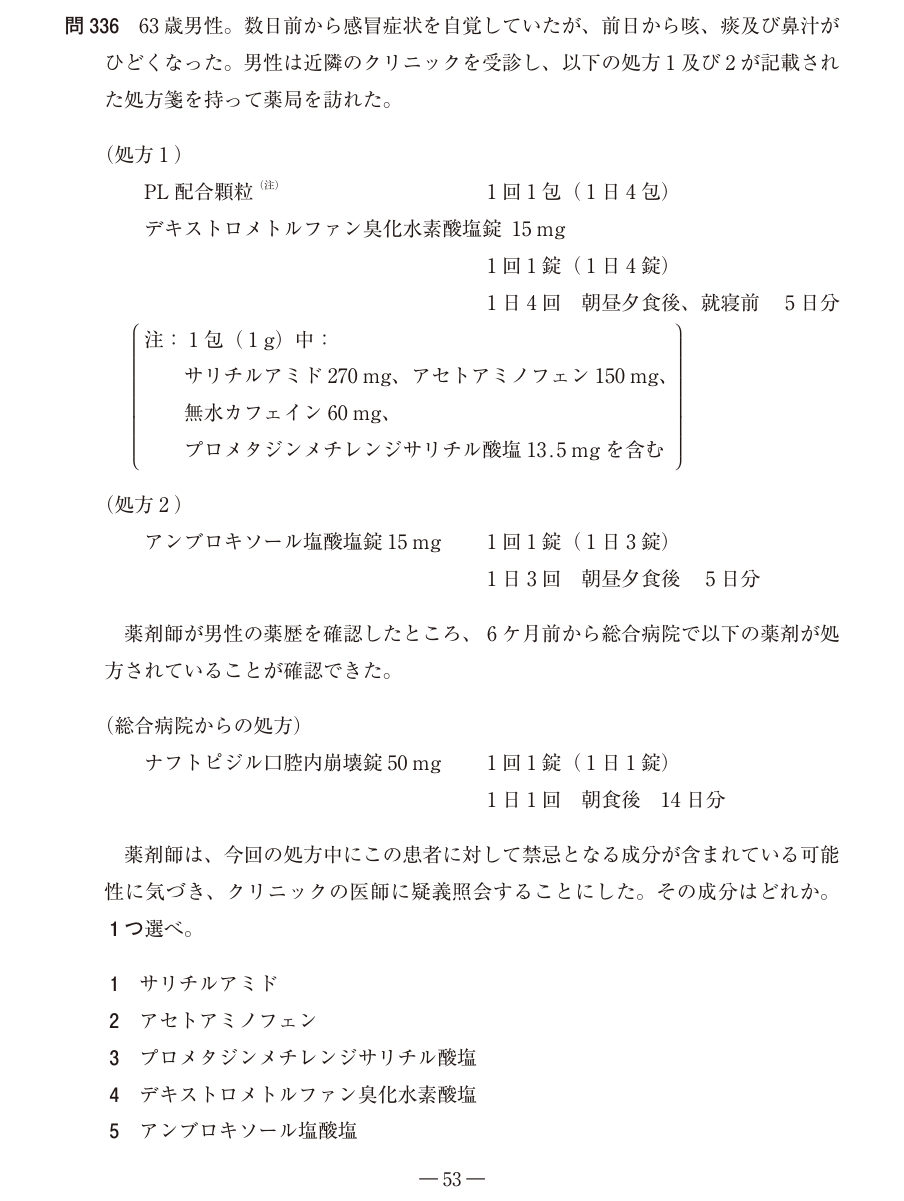 問 336　63 歳男性。数日前から感冒症状を自覚していたが、前日から咳、痰及び鼻汁が
ひどくなった。男性は近隣のクリニックを受診し、以下の処方１及び２が記載され
た処方箋を持って薬局を訪れた。
（処方１）
PL 配合顆粒（注）　　１回１包（１日４包）
デキストロメトルファン臭化水素酸塩錠 15 mg
１回１錠（１日４錠）
１日４回　朝昼夕食後、就寝前　５日分
注：１包（１g）中：
サリチルアミド 270 mg、アセトアミノフェン 150 mg、
無水カフェイン 60 mg、
プロメタジンメチレンジサリチル酸塩 13.5 mg を含む
（処方２）
アンブロキソール塩酸塩錠 15 mg　　１回１錠（１日３錠）
１日３回　朝昼夕食後　５日分
薬剤師が男性の薬歴を確認したところ、６ケ月前から総合病院で以下の薬剤が処
方されていることが確認できた。
（総合病院からの処方）
ナフトピジル口腔内崩壊錠 50 mg　　１回１錠（１日１錠）
１日１回　朝食後　14 日分
薬剤師は、今回の処方中にこの患者に対して禁忌となる成分が含まれている可能
性に気づき、クリニックの医師に疑義照会することにした。その成分はどれか。
１つ選べ。
1　サリチルアミド
2　アセトアミノフェン
3　プロメタジンメチレンジサリチル酸塩
4　デキストロメトルファン臭化水素酸塩
5　アンブロキソール塩酸塩
― 53 ―